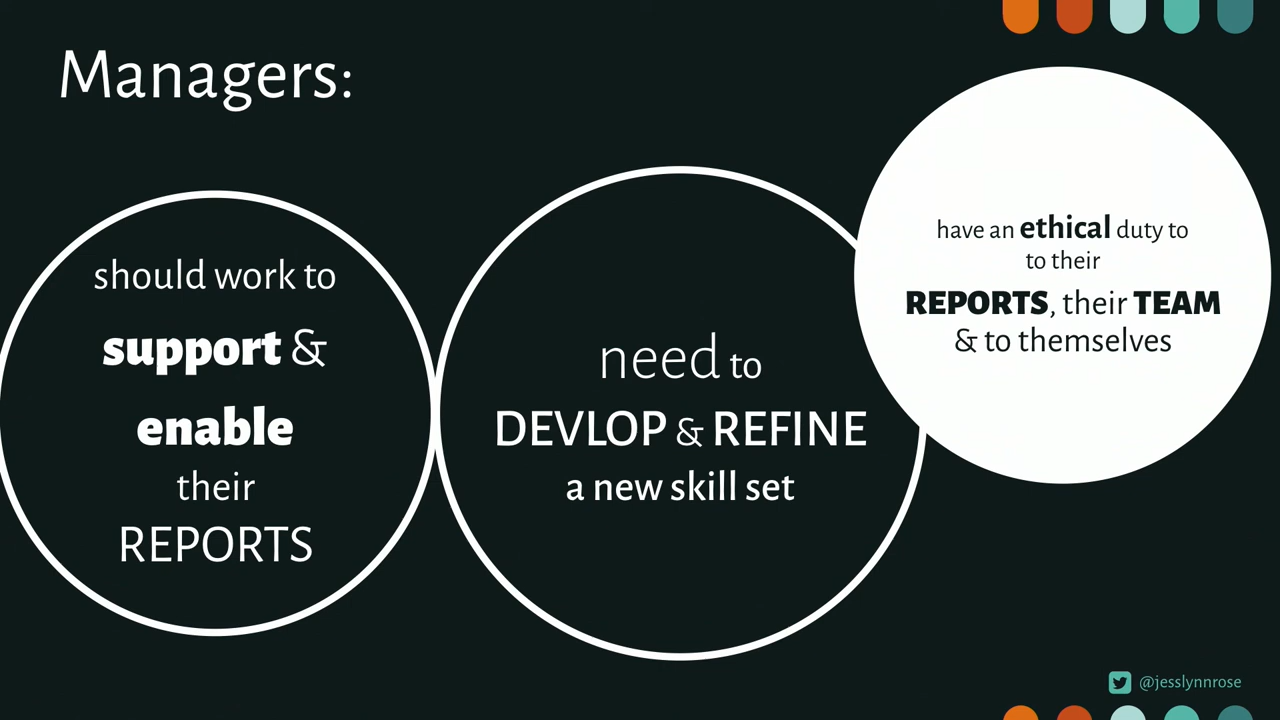 Managers:
should work to
support &
enable
their
REPORTS
need to
DEVLOP & REFINE
a new skill set
have an ethical duty to
to their
REPORTS, their TEAM
& to themselves
@jesslynnrose